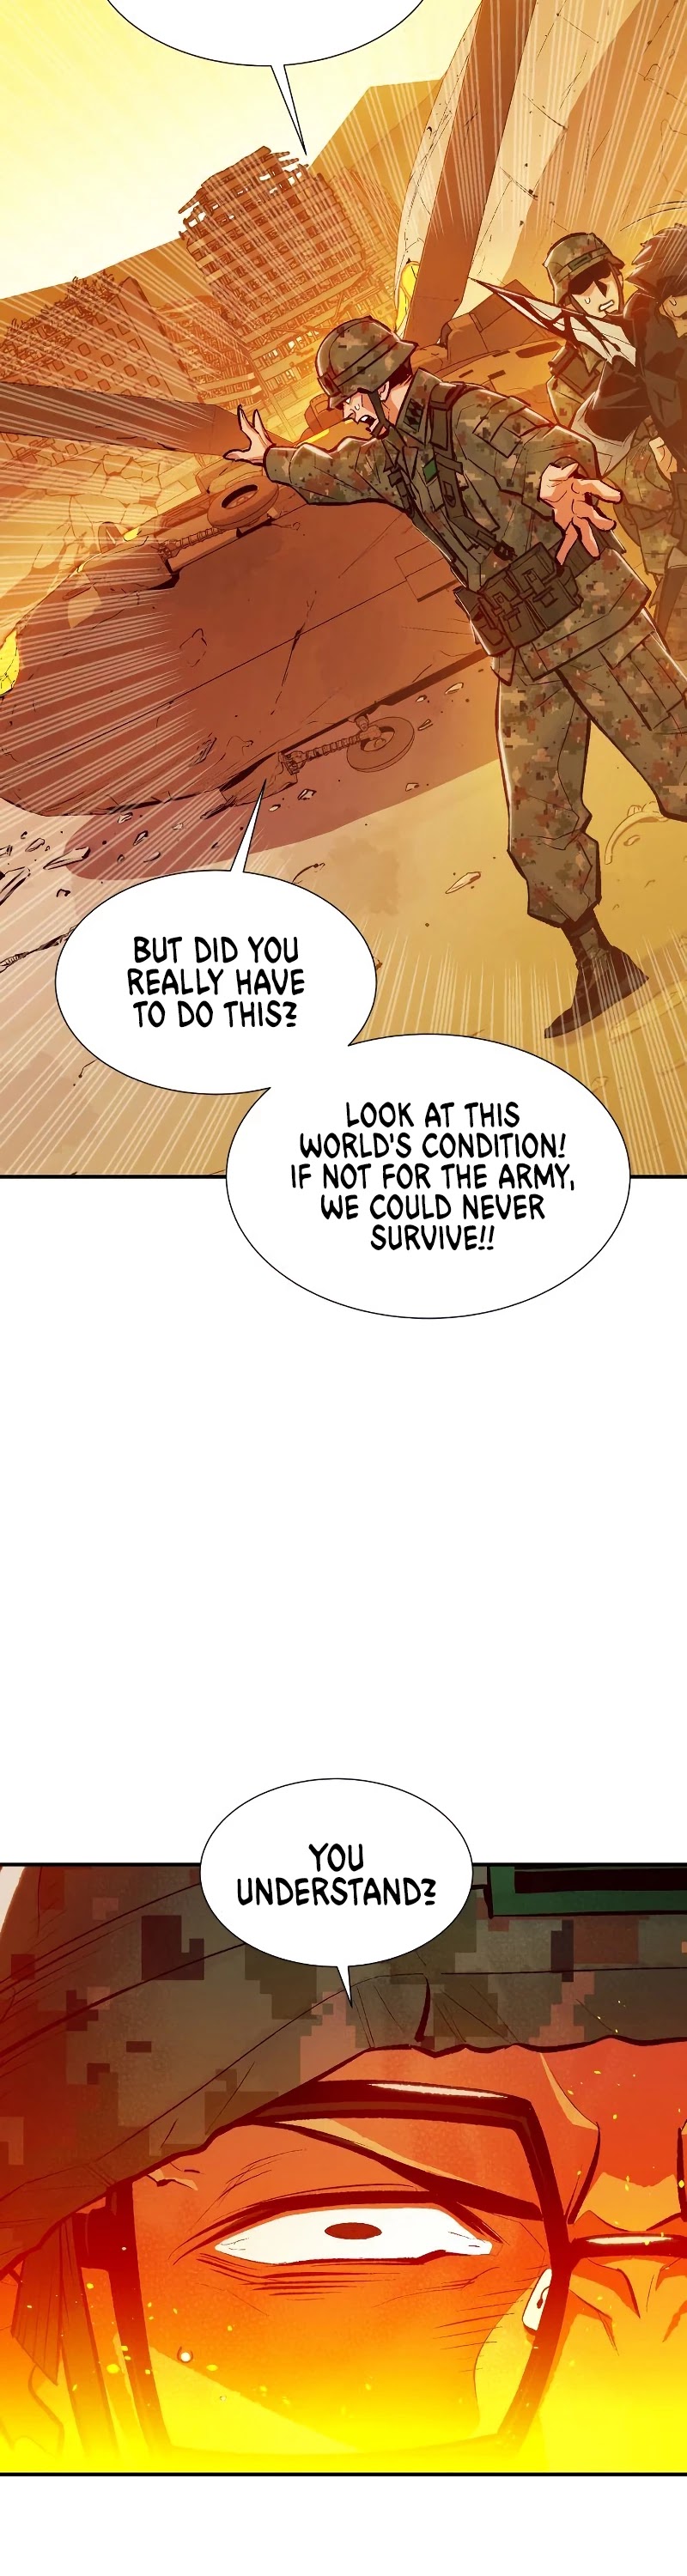 BUT DID YOU
REALLY HAVE
TO DO THIS?
LOOK AT THIS
WORLD'S CONDITION!
IF NOT FOR THE ARMY,
WE COULD NEVER
SURVIVE!!
YOU
UNDERSTAND?